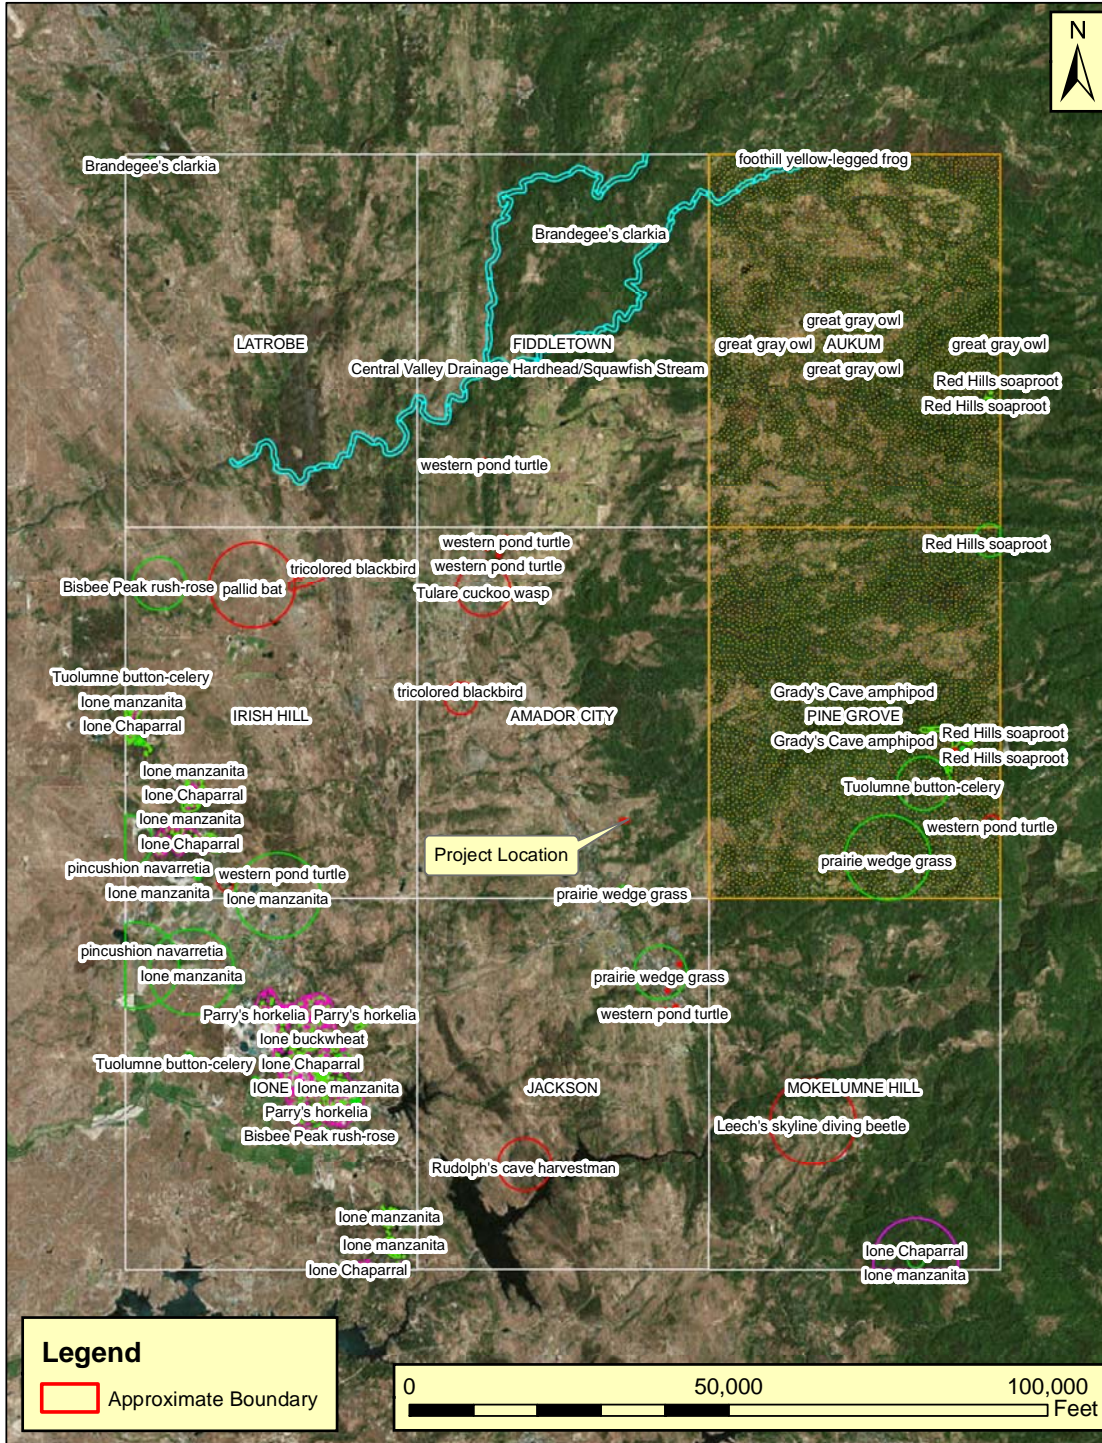 N
foothill yellow-legged frog
Brandegee's clarkia
Brandegee's clarkia
great gray owl
LATROBE
FIDDLETOWN
great gray owl
AUKUM
great gray owl
Central Valley Drainage Hardhead/Squawfish Stream
great gray owl
Red Hills soaproot
Red Hills soaproot
western pond turtle
western pond turtle
Red Hills soaproot
tricolored blackbird
western pond turtle
Bisbee Peak rush-rose
pallid bat
Tulare cuckoo wasp
Tuolumne button-celery
tricolored blackbird
Grady's Cave amphipod
Ione manzanita
IRISH HILL
AMADOR CITY
PINE GROVE
Ione Chaparral
Red Hills soaproot
Grady's Cave amphipod
Red Hills soaproot
Ione manzanita
Tuolumne button-celery
Ione Chaparral
Ione manzanita
western pond turtle
Ione Chaparral
Project Location
prairie wedge grass
pincushion navarretia
western pond turtle
Ione manzanita
prairie wedge grass
Ione manzanita
pincushion navarretia
Ione manzanita
prairie wedge grass
Parry's horkelia
Parry's horkelia
western pond turtle
Ione buckwheat
Tuolumne button-celery
Ione Chaparral
IONE
Ione manzanita
JACKSON
MOKELUMNE HILL
Parry's horkelia
Leech's skyline diving beetle
Bisbee Peak rush-rose
Rudolph's cave harvestman
Ione manzanita
Ione manzanita
Ione Chaparral
Ione Chaparral
Ione manzanita
Legend
Approximate Boundary
0
50,000
100,000
Feet